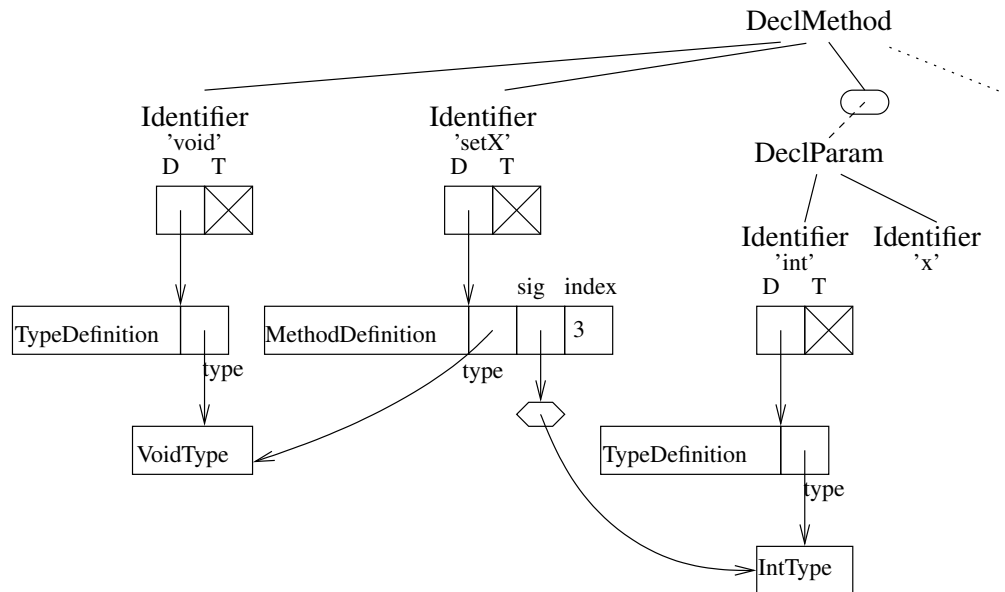 DeclMethod
Identifier
'void'
D T
Identifier
'setX'
D T
DeclParam
Identifier
'int'
D T
Identifier
'x'
sig index
TypeDefinition
type
MethodDefinition
3
type
VoidType
TypeDefinition
type
IntType